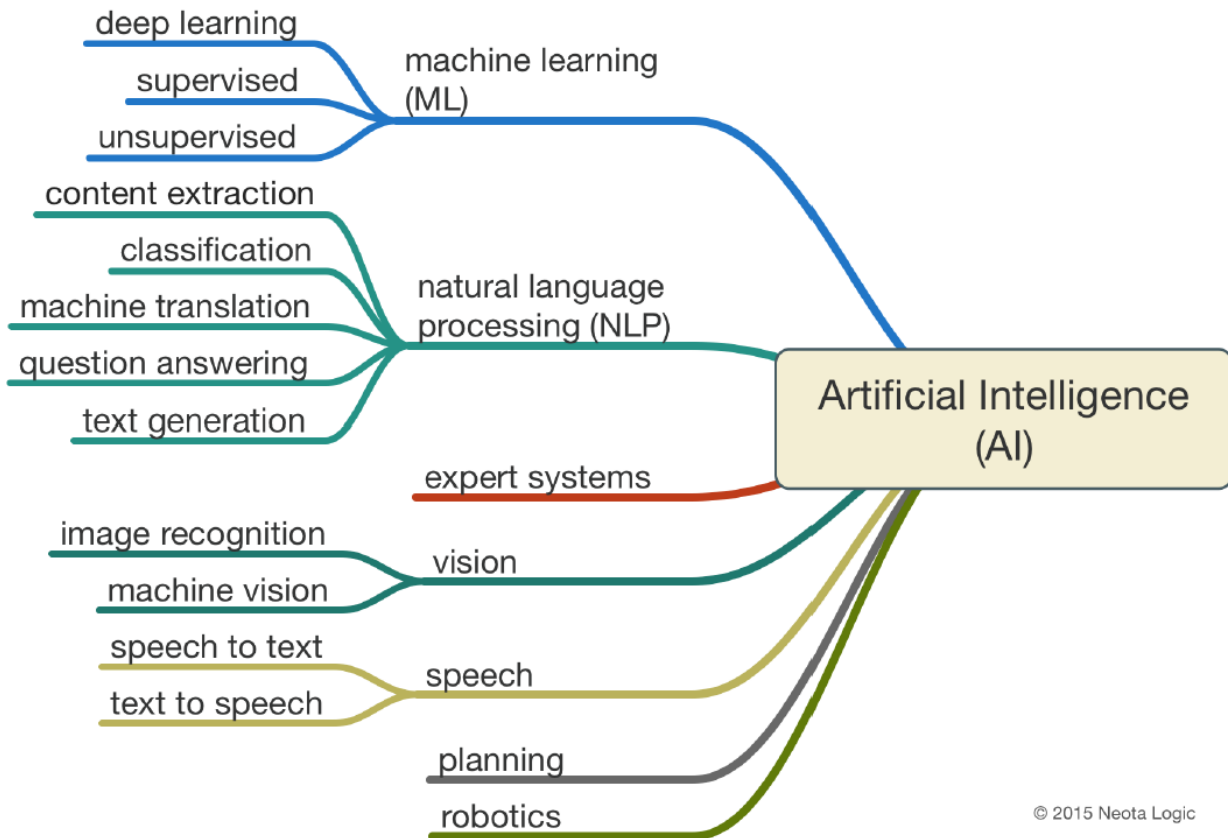 deep learning
supervised
unsupervised
machine learning
(ML)
content extraction
classification
machine translation
question answering
text generation
natural language
processing (NLP)
Artificial Intelligence
(AI)
expert systems
image recognition
machine vision
vision
speech to text
text to speech
speech
planning
robotics
© 2015 Neota Logic